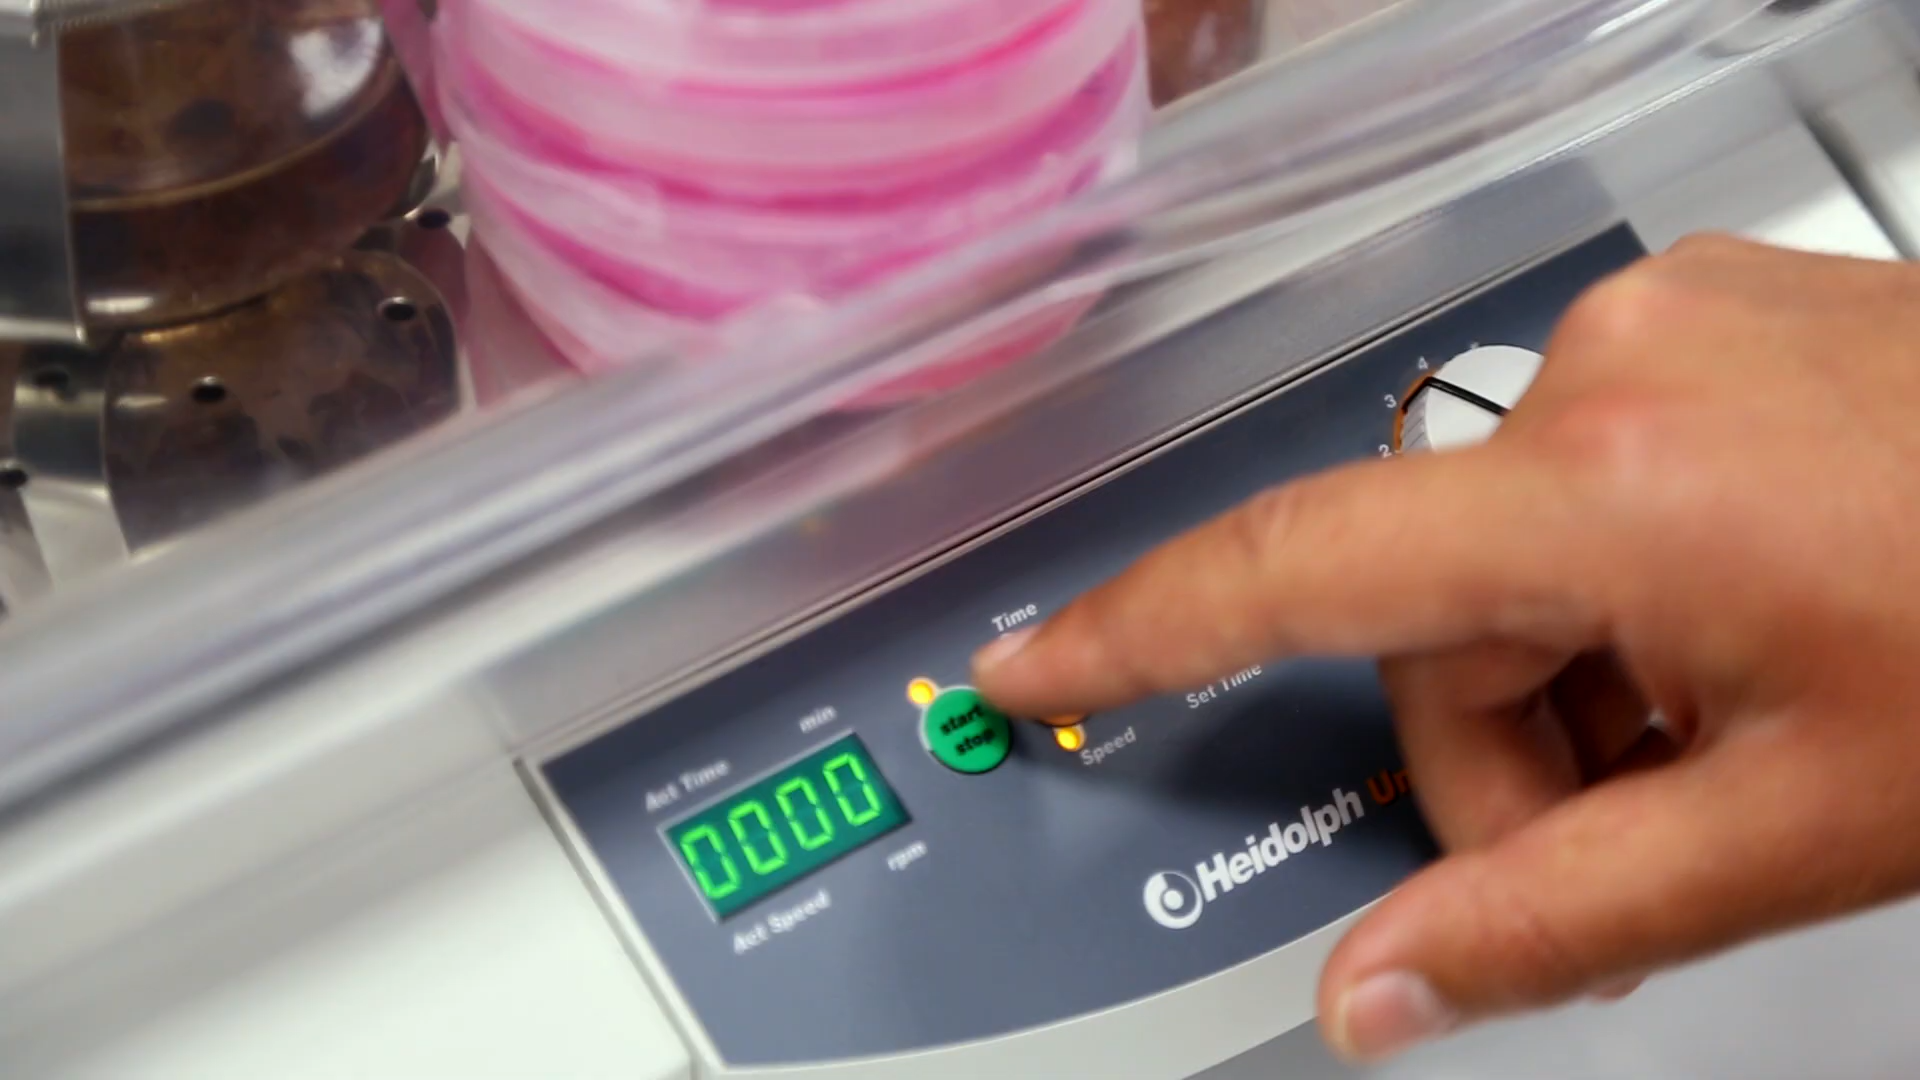 4
3
2
Time
start
stop
Set Time
Speed
min
Act Time
0000
rpm
Act Speed
Heidolph